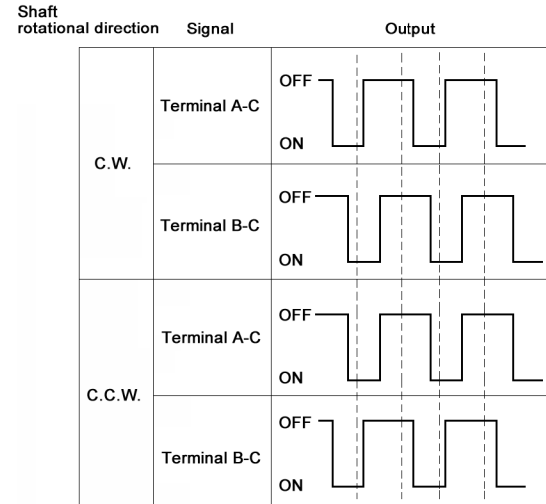 Shaft
rotational direction Signal Output
C.W.
Terminal A-C
OFF
ON
Terminal B-C
OFF
ON
C.C.W.
Terminal A-C
OFF
ON
Terminal B-C
OFF
ON